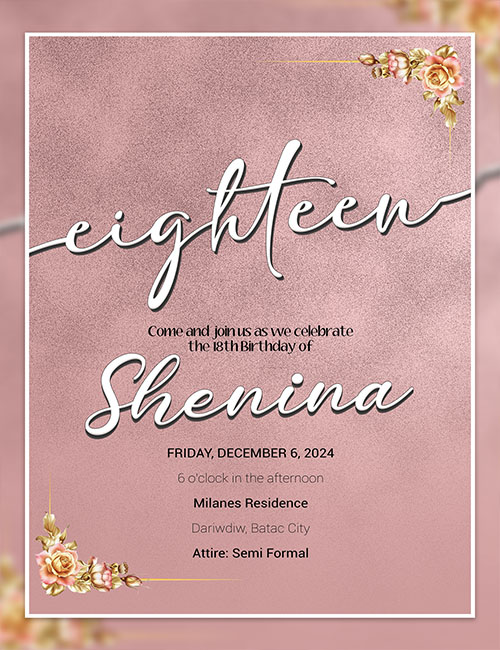 eighteen
Come and join us as we celebrate
the 18th Birthday of
Shenina
FRIDAY, DECEMBER 6, 2024
6 o'clock in the afternoon
Milanes Residence
Dariwdiw, Batac City
Attire: Semi Formal